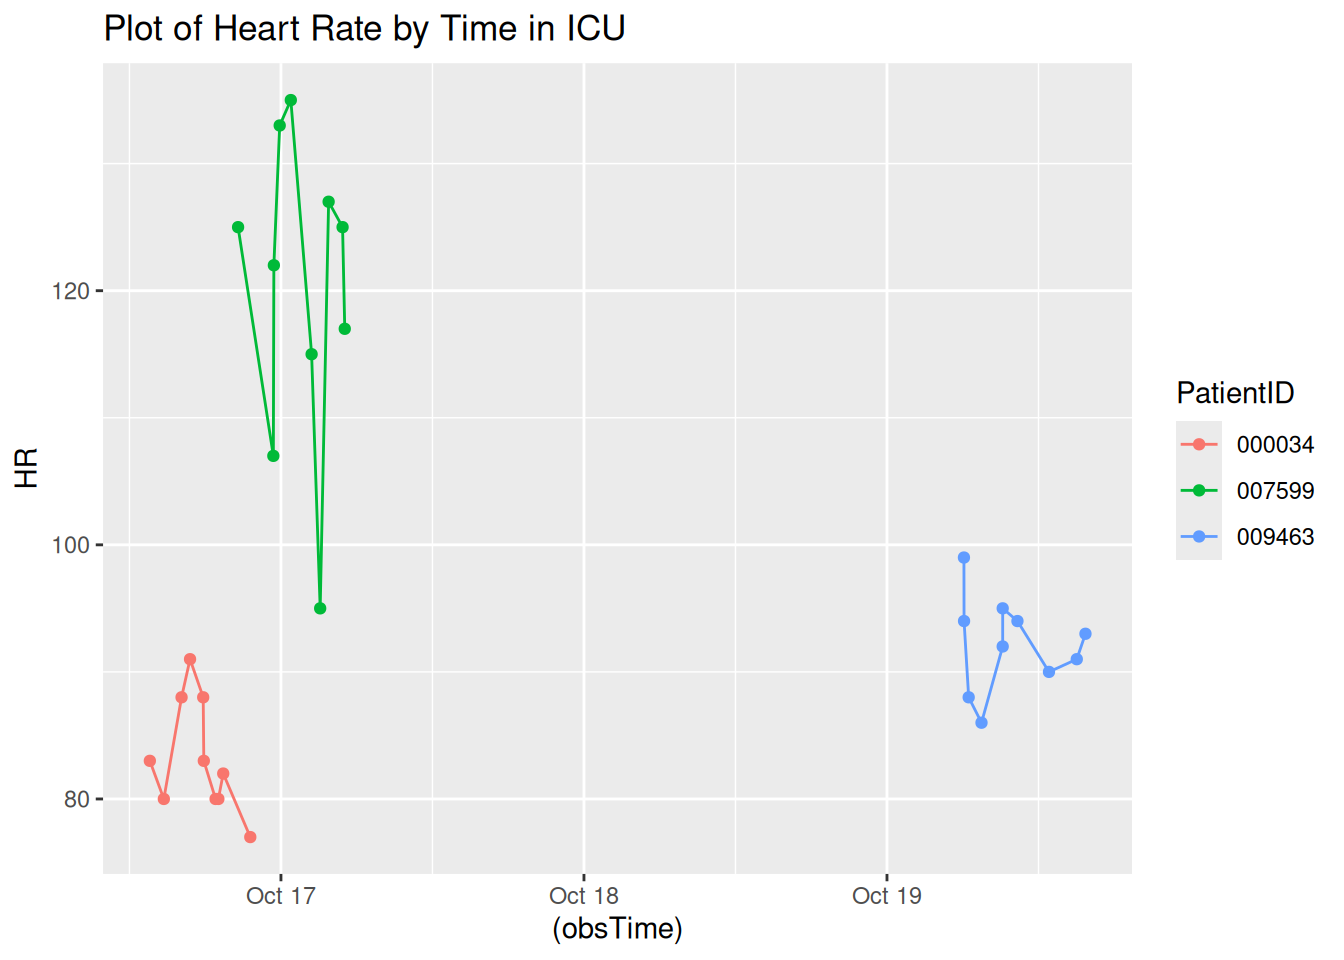 Plot of Heart Rate by Time in ICU
HR
120
100
80
Oct 17
Oct 18
Oct 19
(obsTime)
PatientID
000034
007599
009463